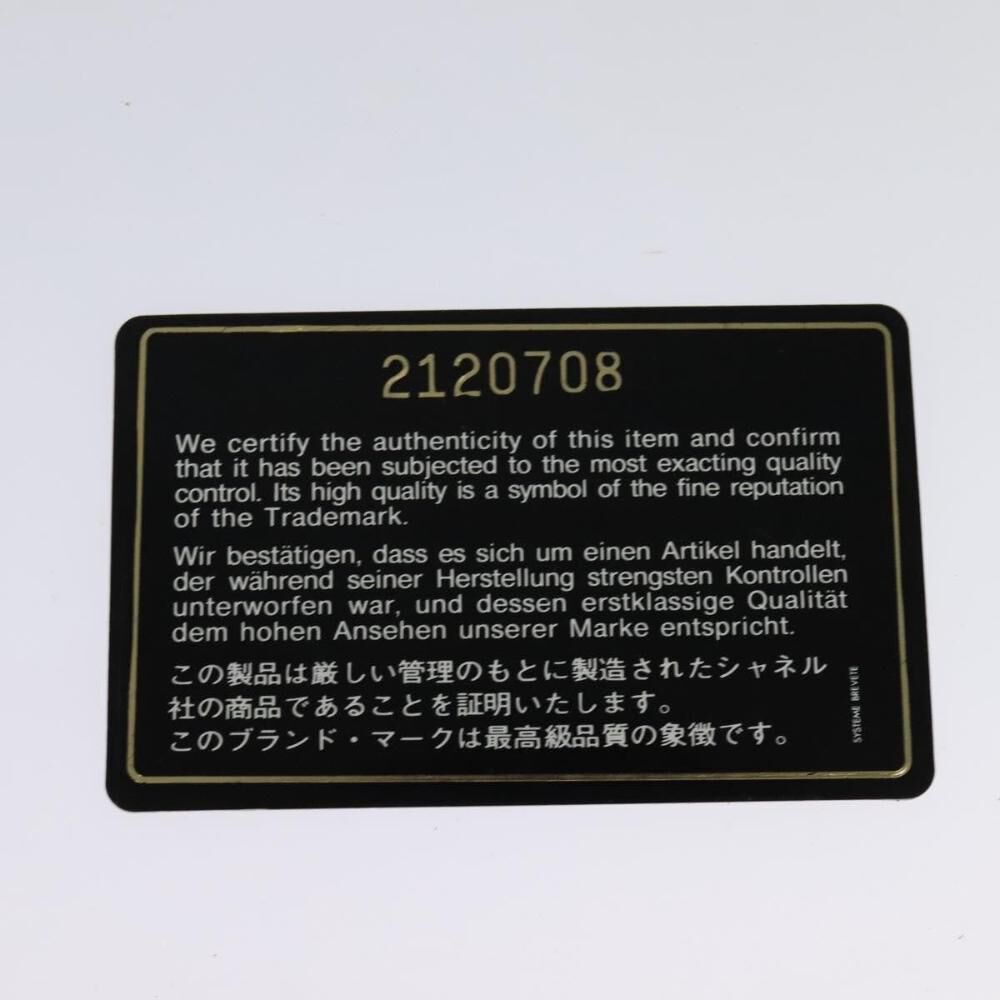 2120708
We certify the authenticity of this item and confirm
that it has been subjected to the most exacting quality
control. Its high quality is a symbol of the fine reputation
of the Trademark.
Wir bestätigen, dass es sich um einen Artikel handelt,
der während seiner Herstellung strengsten Kontrollen
unterworfen war, und dessen erstklassige Qualität
dem hohen Ansehen unserer Marke entspricht.
この製品は厳しい管理のもとに製造されたシャネル
社の商品であることを証明いたします。
このブランド・マークは最高級品質の象徴です。
SYSTEME BREVETE